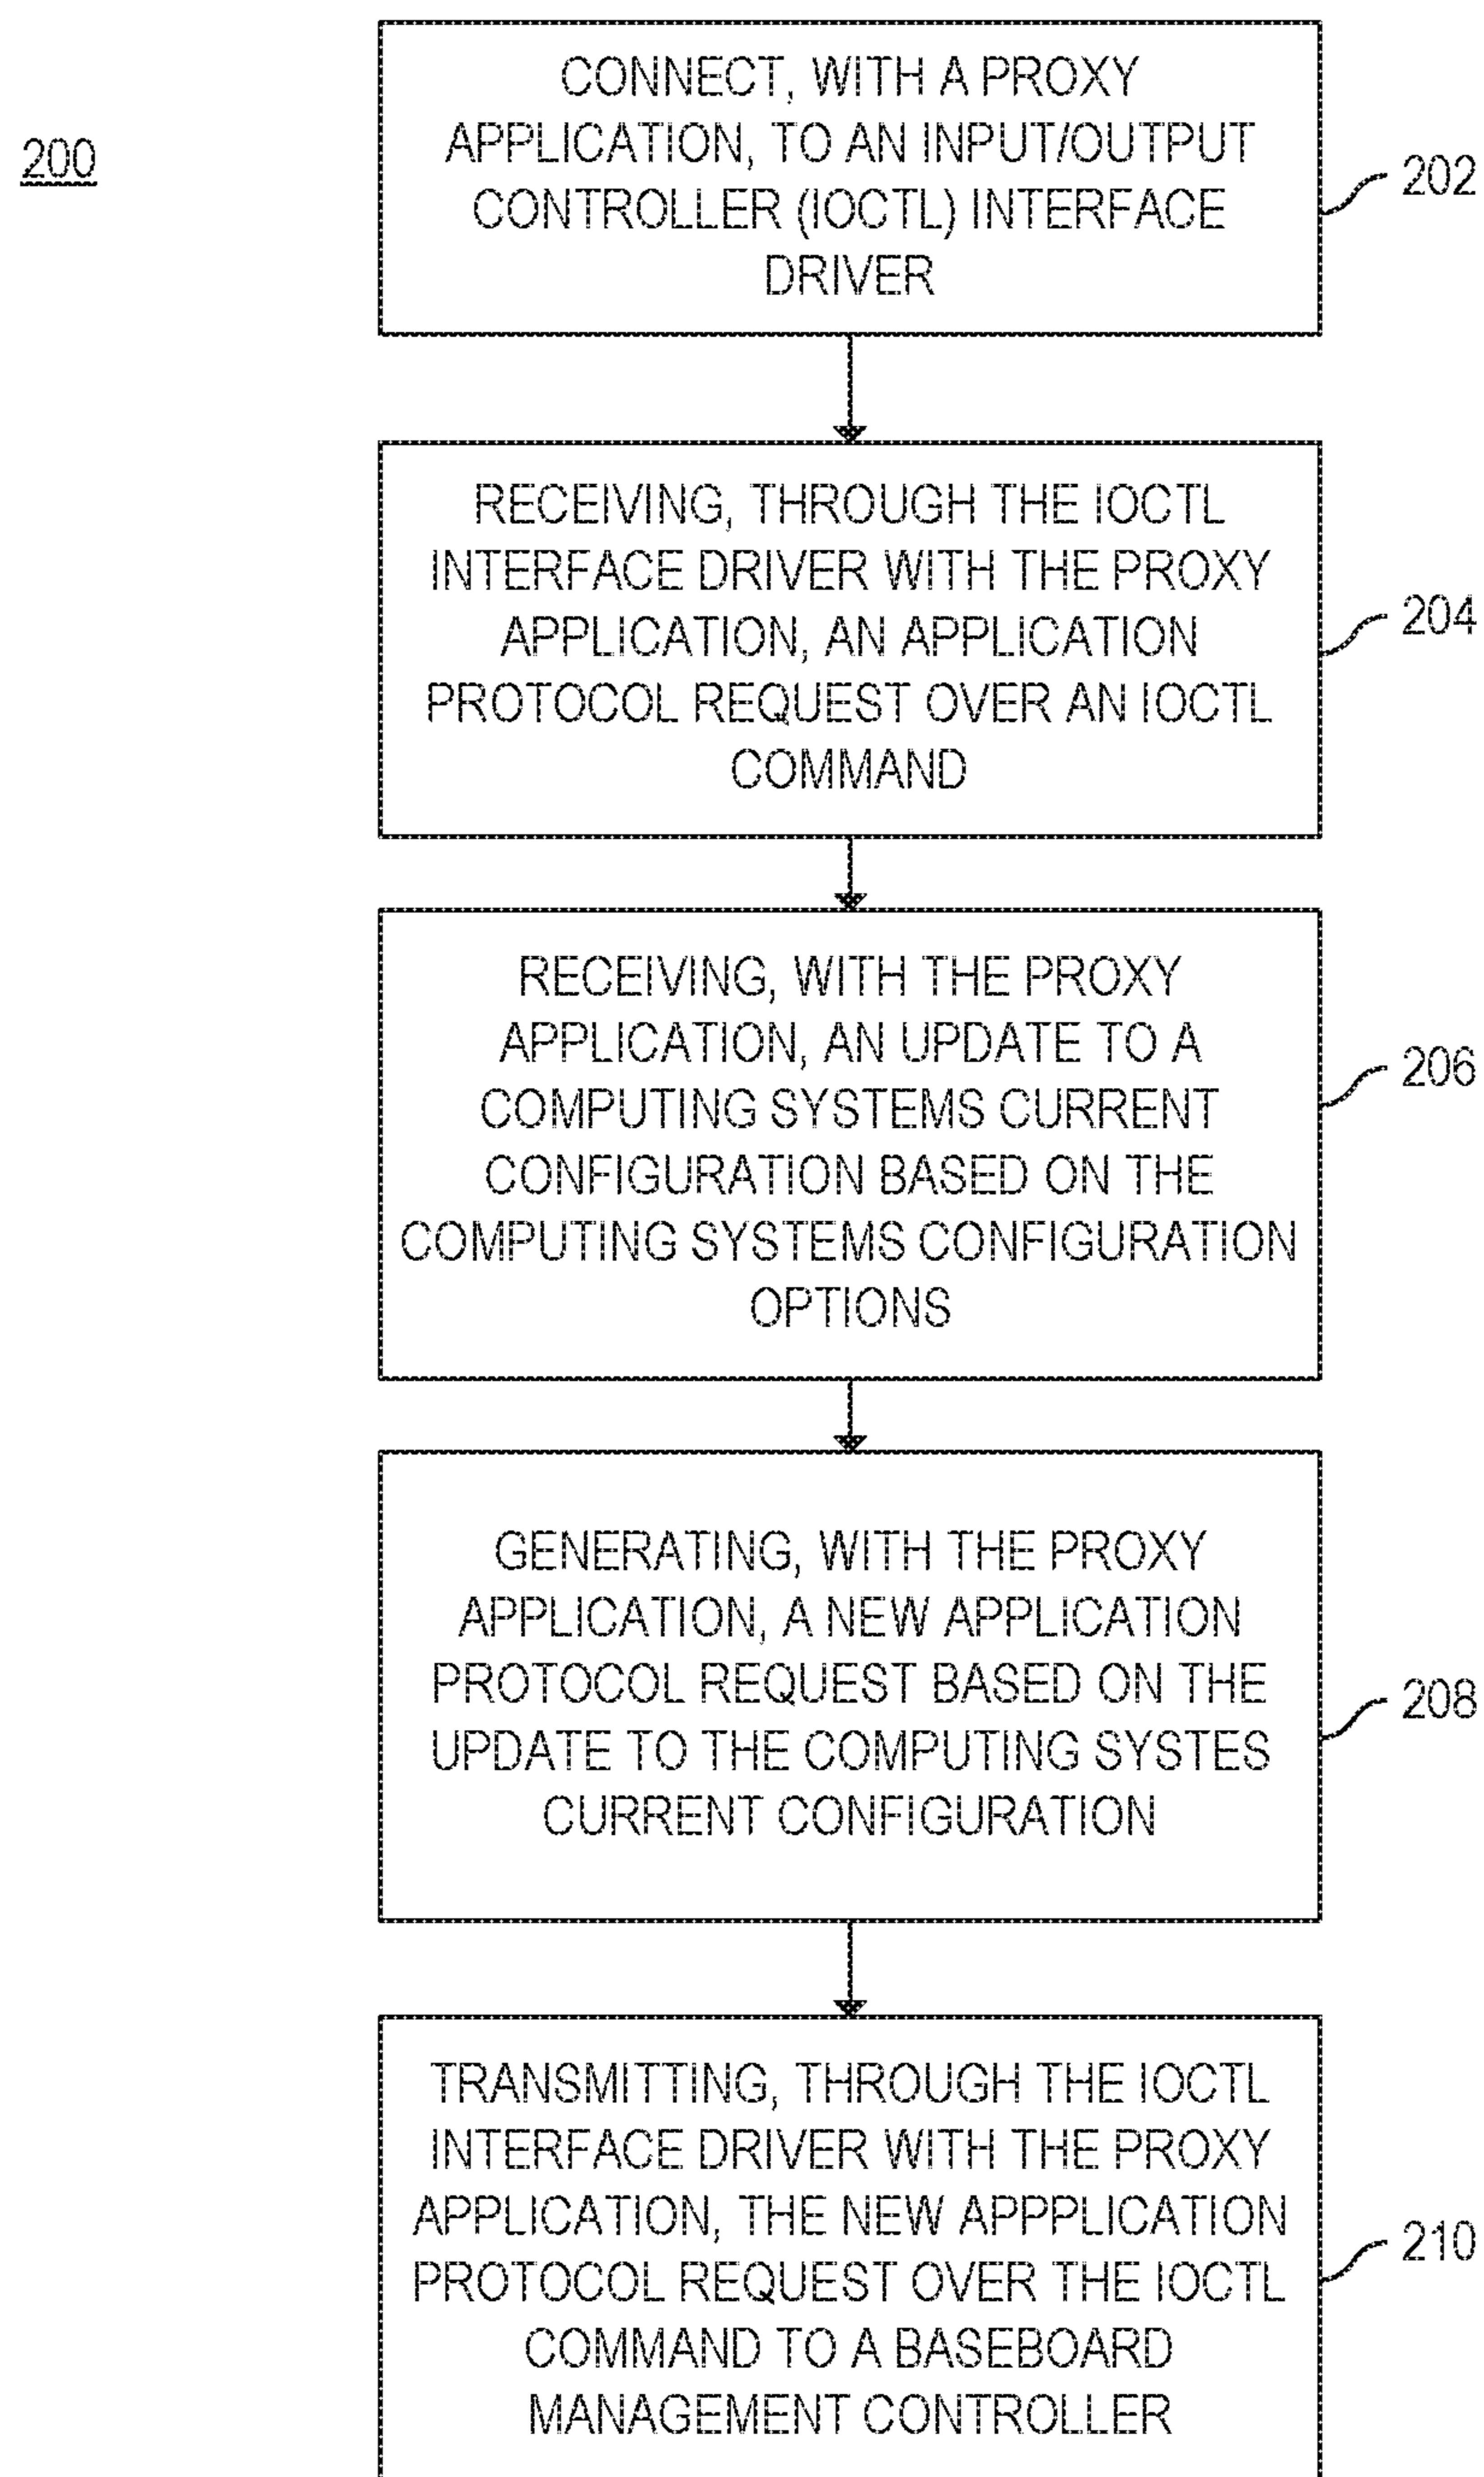 200
CONNECT, WITH A PROXY
APPLICATION, TO AN INPUT/OUTPUT
CONTROLLER (IOCTL) INTERFACE
DRIVER
202
RECEIVING, THROUGH THE IOCTL
INTERFACE DRIVER WITH THE PROXY
APPLICATION, AN APPLICATION
PROTOCOL REQUEST OVER AN IOCTL
COMMAND
204
RECEIVING, WITH THE PROXY
APPLICATION, AN UPDATE TO A
COMPUTING SYSTEMS CURRENT
CONFIGURATION BASED ON THE
COMPUTING SYSTEMS CONFIGURATION
OPTIONS
206
GENERATING, WITH THE PROXY
APPLICATION, A NEW APPLICATION
PROTOCOL REQUEST BASED ON THE
UPDATE TO THE COMPUTING SYSTES
CURRENT CONFIGURATION
208
TRANSMITTING, THROUGH THE IOCTL
INTERFACE DRIVER WITH THE PROXY
APPLICATION, THE NEW APPPLICATION
PROTOCOL REQUEST OVER THE IOCTL
COMMAND TO A BASEBOARD
MANAGEMENT CONTROLLER
210